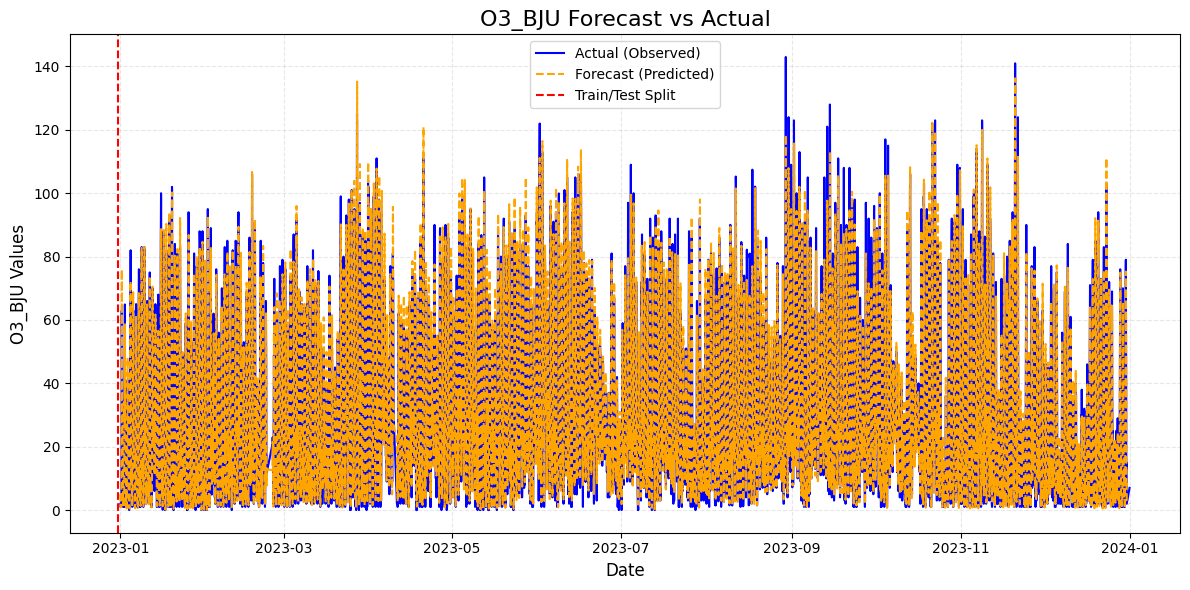 O3_BJU Forecast vs Actual
Actual (Observed)
Forecast (Predicted)
Train/Test Split
O3_BJU Values
140
120
100
80
60
40
20
0
2023-01
2023-03
2023-05
2023-07
2023-09
2023-11
2024-01
Date